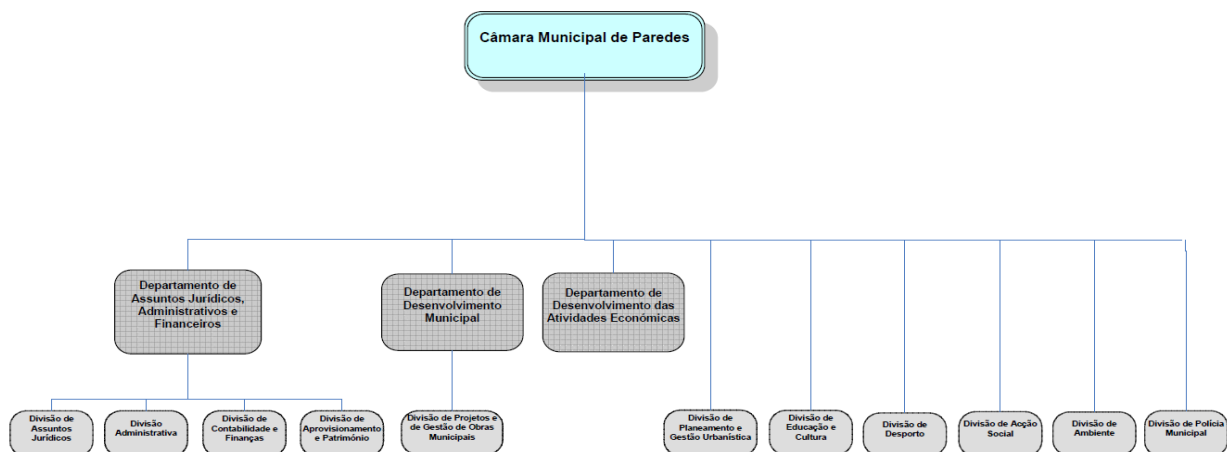 Câmara Municipal de Paredes
Departamento de
Assuntos Jurídicos,
Administrativos e
Financeiros
Departamento de
Desenvolvimento
Municipal
Departamento de
Desenvolvimento das
Atividades Económicas
Divisão de
Assuntos
Jurídicos
Divisão
Administrativa
Divisão de
Contabilidade e
Finanças
Divisão de
Aprovisionamento
e Património
Divisão de Projetos e
de Gestão de Obras
Municipais
Divisão de
Planeamento e
Gestão Urbanística
Divisão de
Educação e
Cultura
Divisão de
Desporto
Divisão de Acção
Social
Divisão de
Ambiente
Divisão de Polícia
Municipal